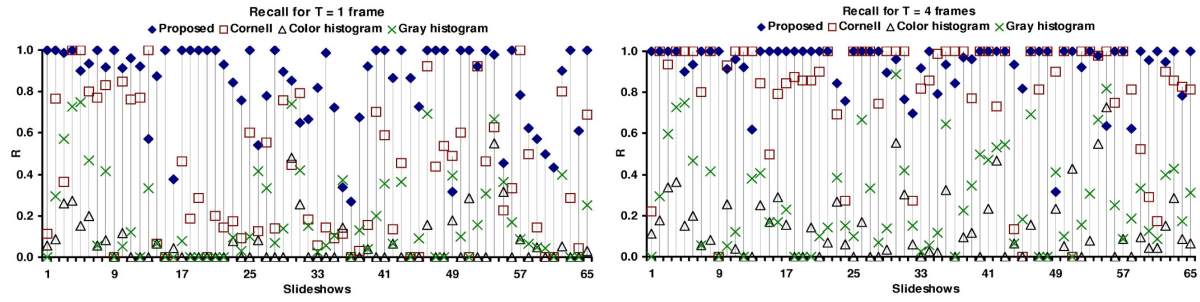 Recall for T = 1 frame
Proposed Cornell Color histogram Gray histogram
1.0
0.8
0.6
0.4
0.2
0.0
R
1 9 17 25 33 41 49 57 65
Slideshows
Recall for T = 4 frames
Proposed Cornell Color histogram Gray histogram
1.0
0.8
0.6
0.4
0.2
0.0
R
1 9 17 25 33 41 49 57 65
Slideshows